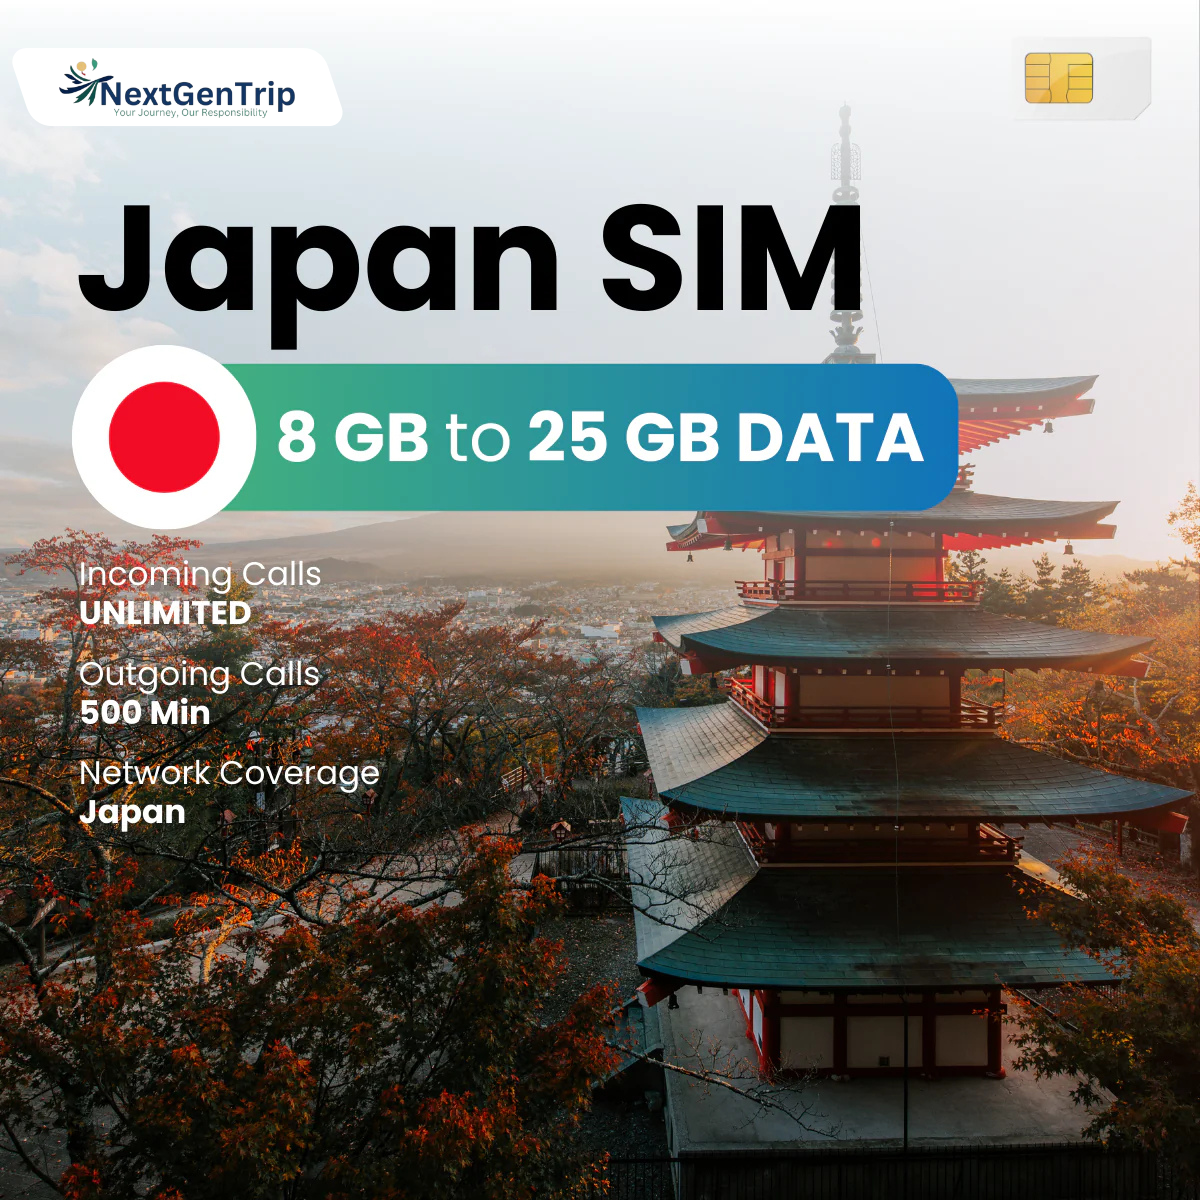 NextGenTrip
Your Journey, Our Responsibility
Japan SIM
8 GB to 25 GB DATA
Incoming Calls
UNLIMITED
Outgoing Calls
500 Min
Network Coverage
Japan